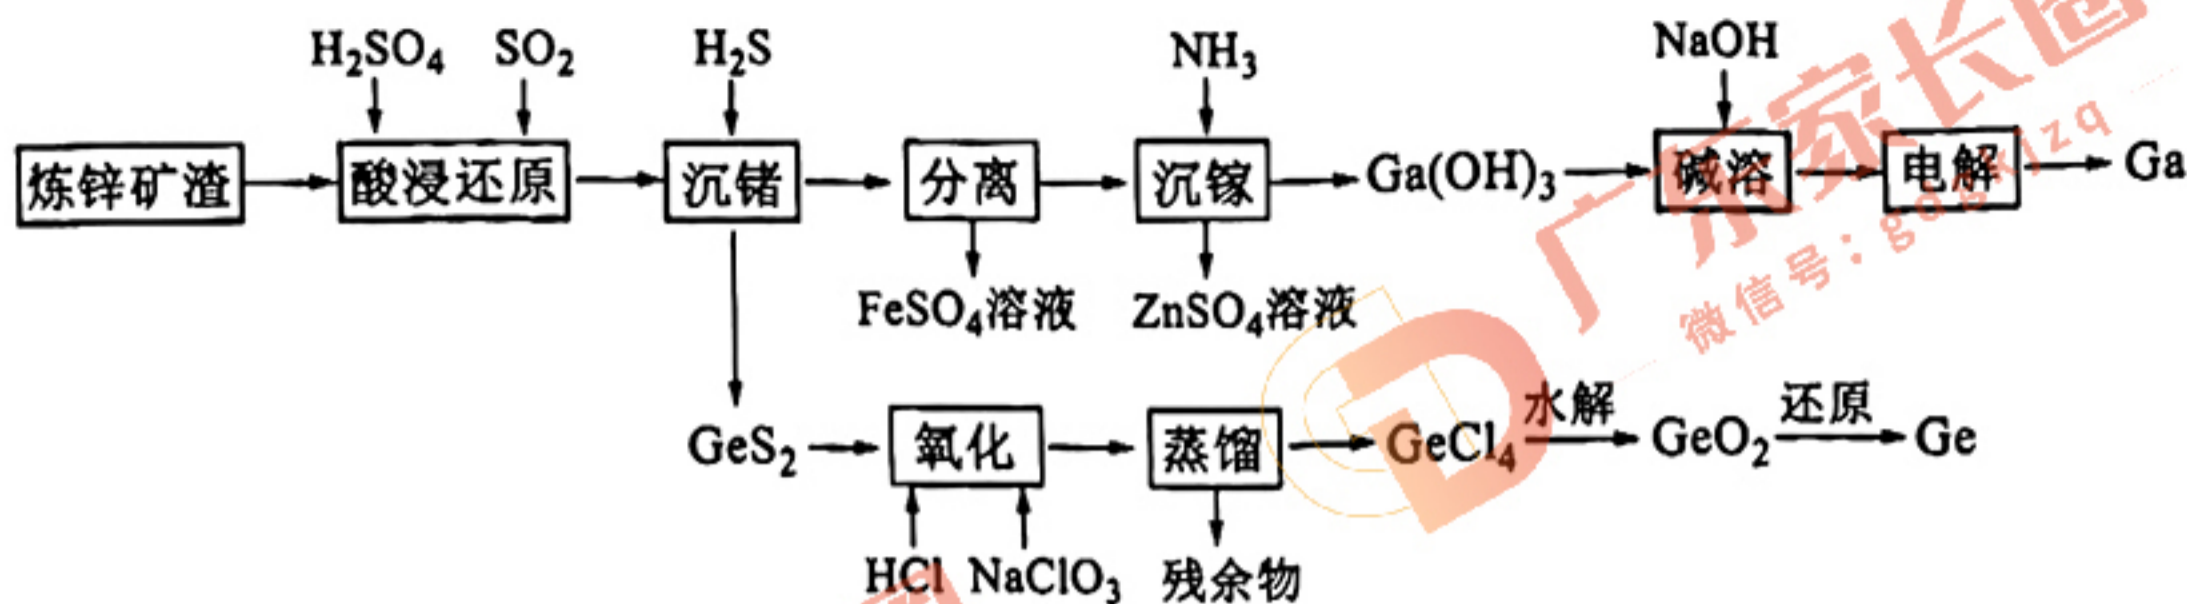 H₂SO₄ SO₂ H₂S NH₃ NaOH
炼锌矿渣 酸浸还原 沉锗 分离 沉镓 Ga(OH)₃ 碱溶 电解 Ga
FeSO₄溶液 ZnSO₄溶液
GeS₂ 氧化 蒸馏 GeCl₄ 水解 GeO₂ 还原 Ge
HCl NaClO₃ 残余物
广东家长圈
微信号：gdgkjzq